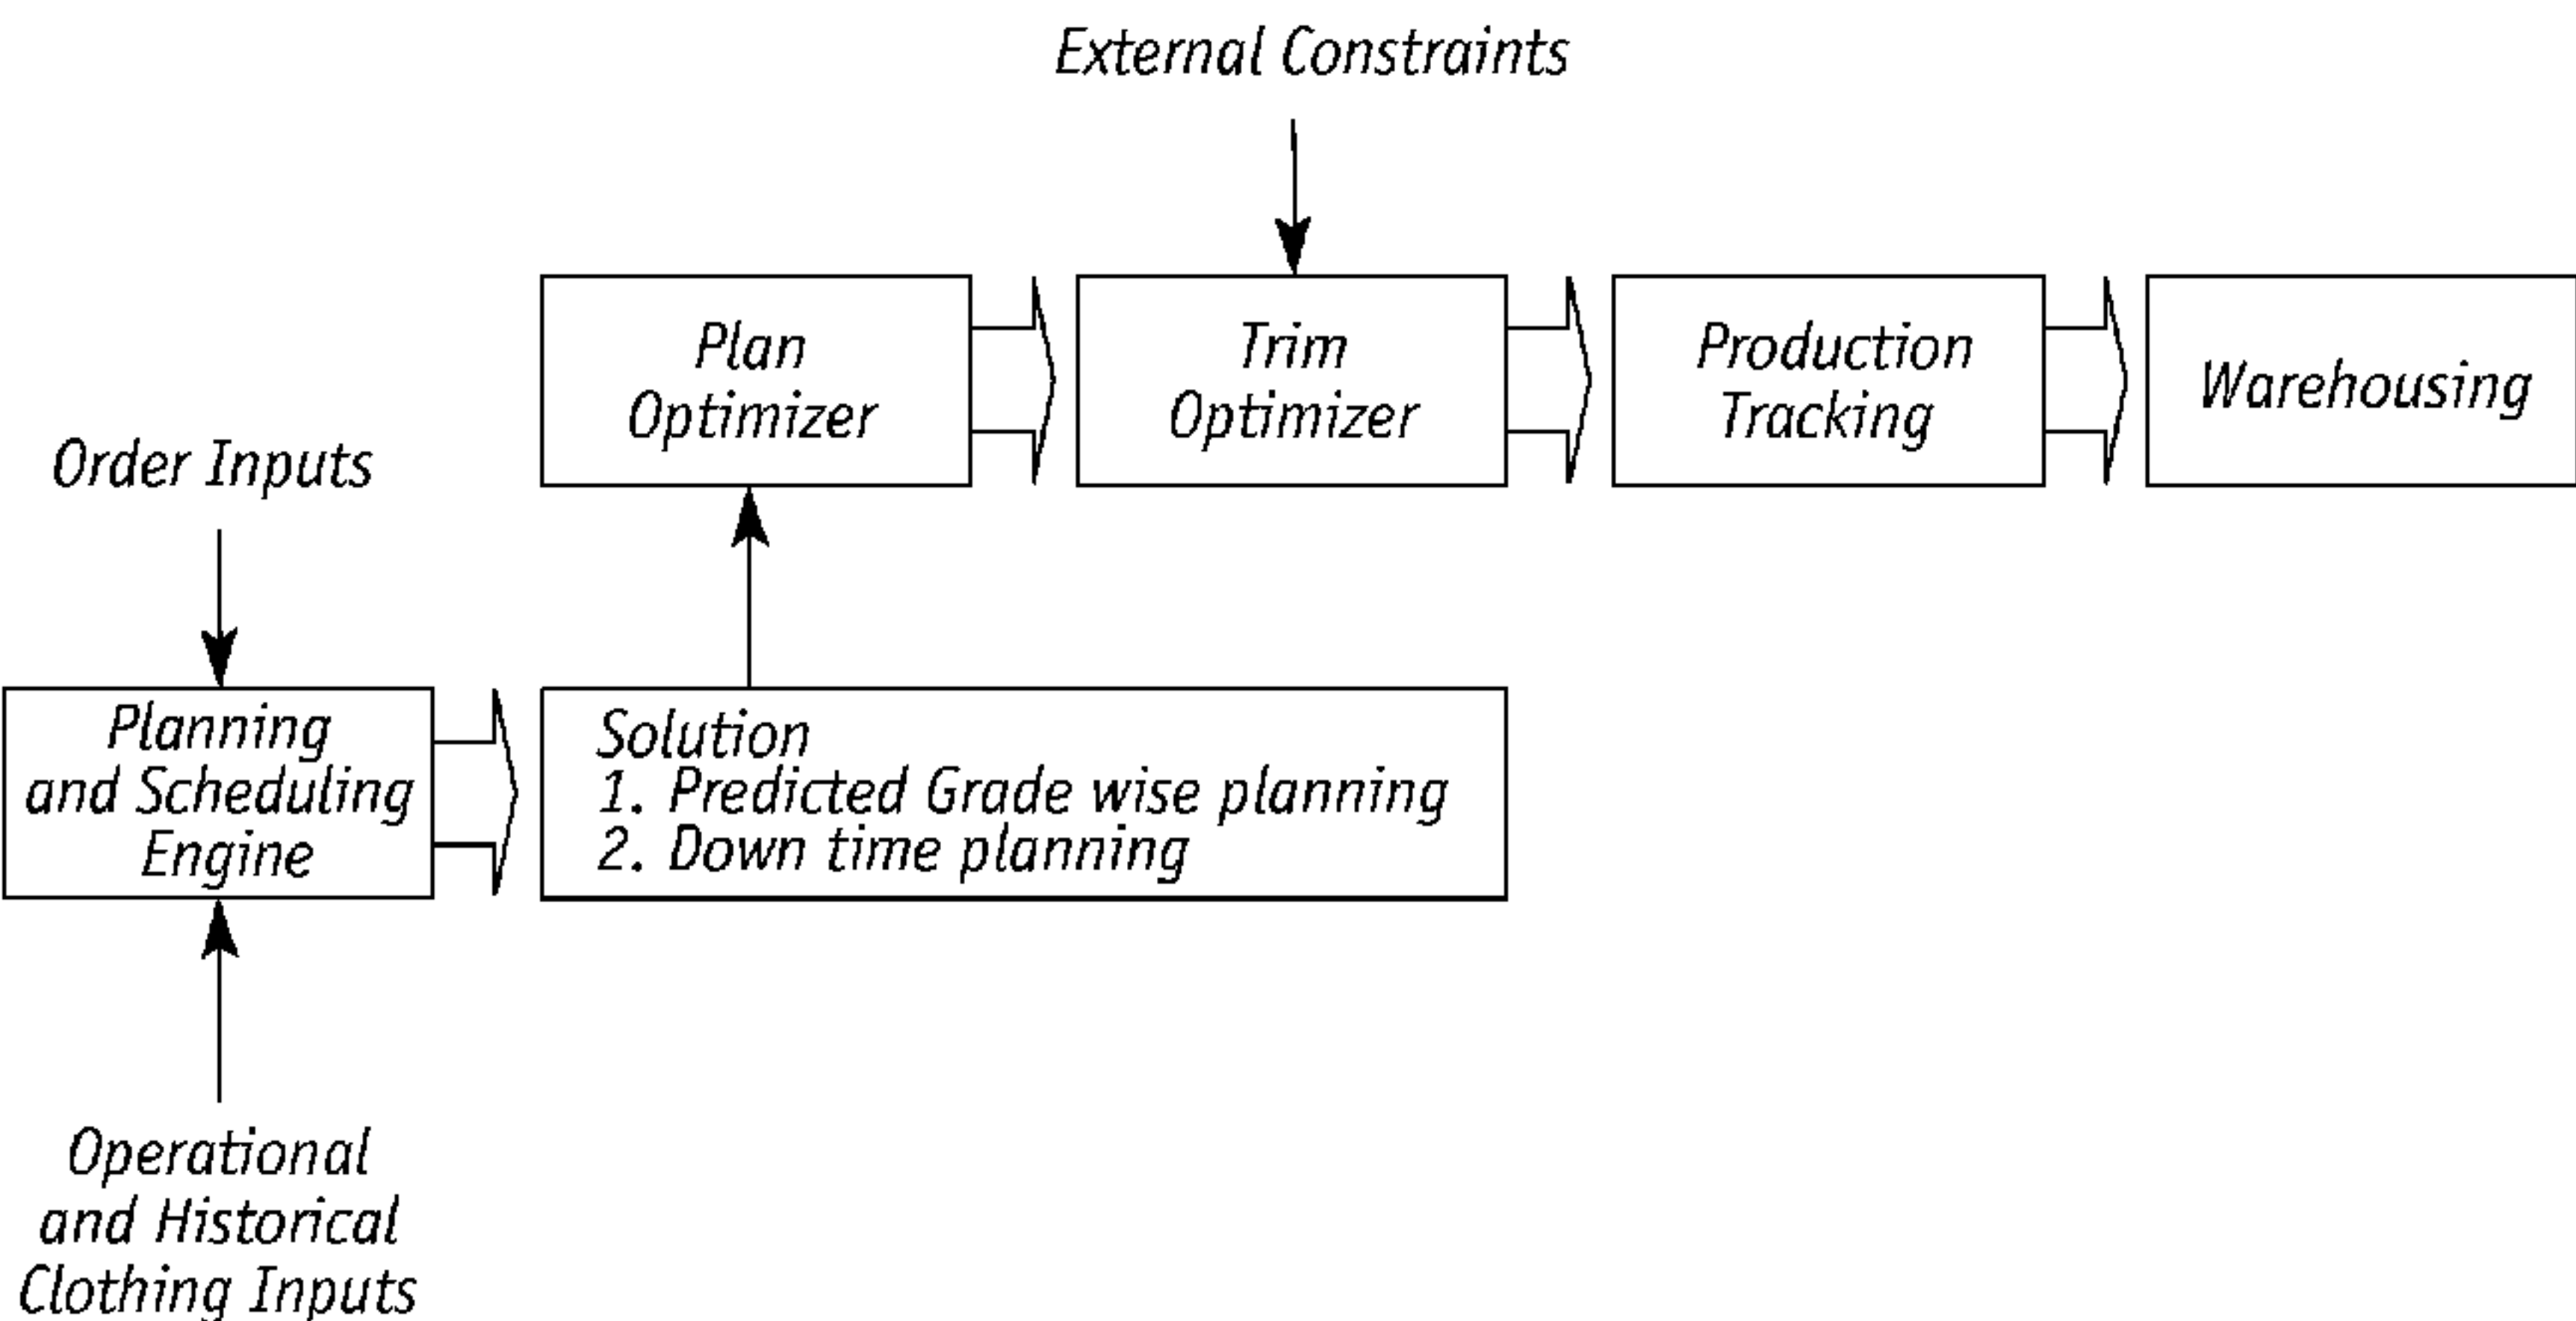 External Constraints
Plan
Optimizer
Trim
Optimizer
Production
Tracking
Warehousing
Order Inputs
Planning
and Scheduling
Engine
Solution
1. Predicted Grade wise planning
2. Down time planning
Operational
and Historical
Clothing Inputs